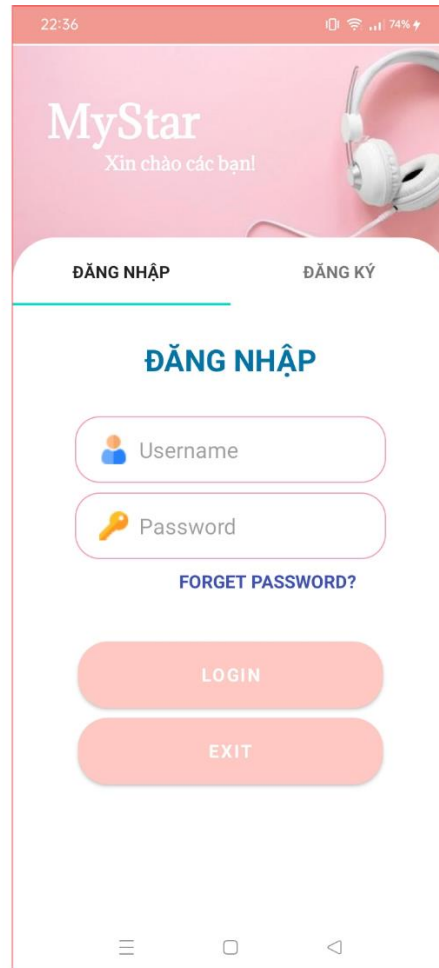 22:36 74%
MyStar
Xin chào các bạn!
ĐĂNG NHẬP ĐĂNG KÝ
ĐĂNG NHẬP
Username
Password
FORGET PASSWORD?
LOGIN
EXIT